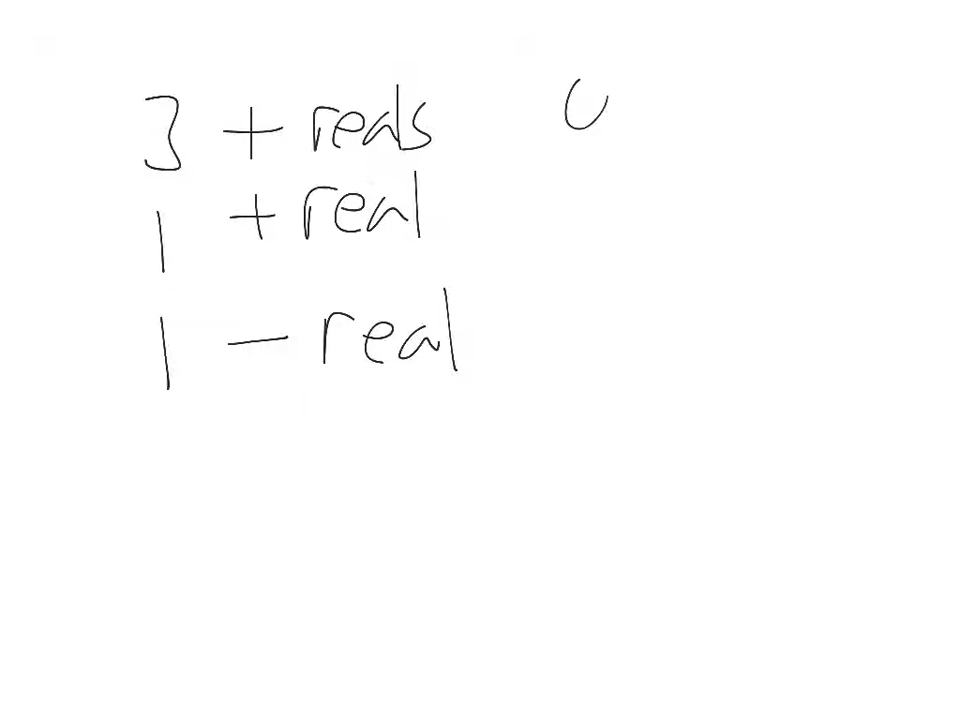 3 + reals
1 + real
1 - real